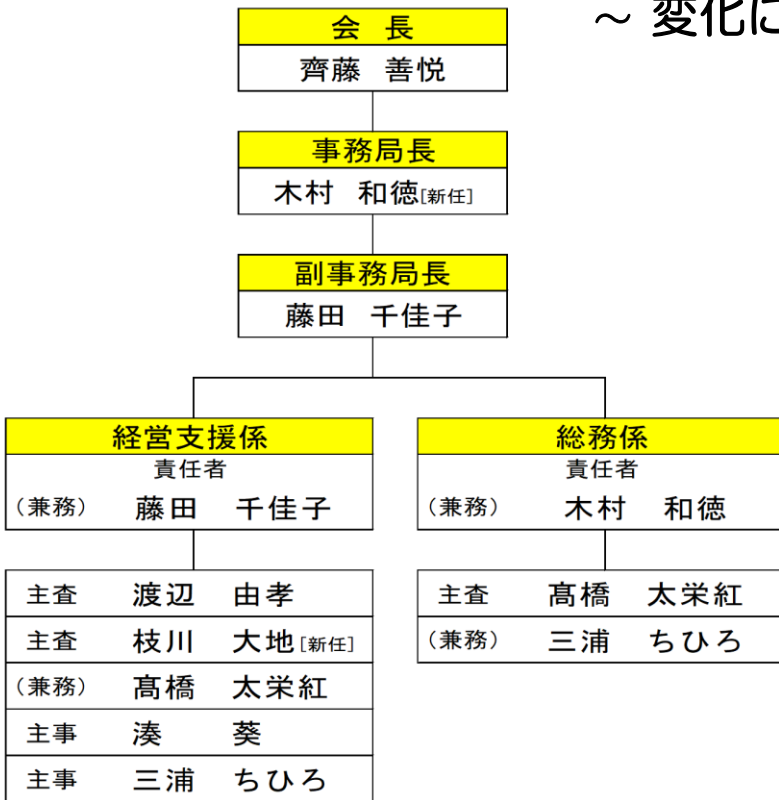 ～ 変化に
会 長
齊藤 善悦
事務局長
木村 和徳[新任]
副事務局長
藤田 千佳子
経営支援係
責任者
（兼務） 藤田 千佳子
主査 渡辺 由孝
主査 枝川 大地[新任]
（兼務） 髙橋 太栄紅
主事 湊 葵
主事 三浦 ちひろ
総務係
責任者
（兼務） 木村 和徳
主査 髙橋 太栄紅
（兼務） 三浦 ちひろ